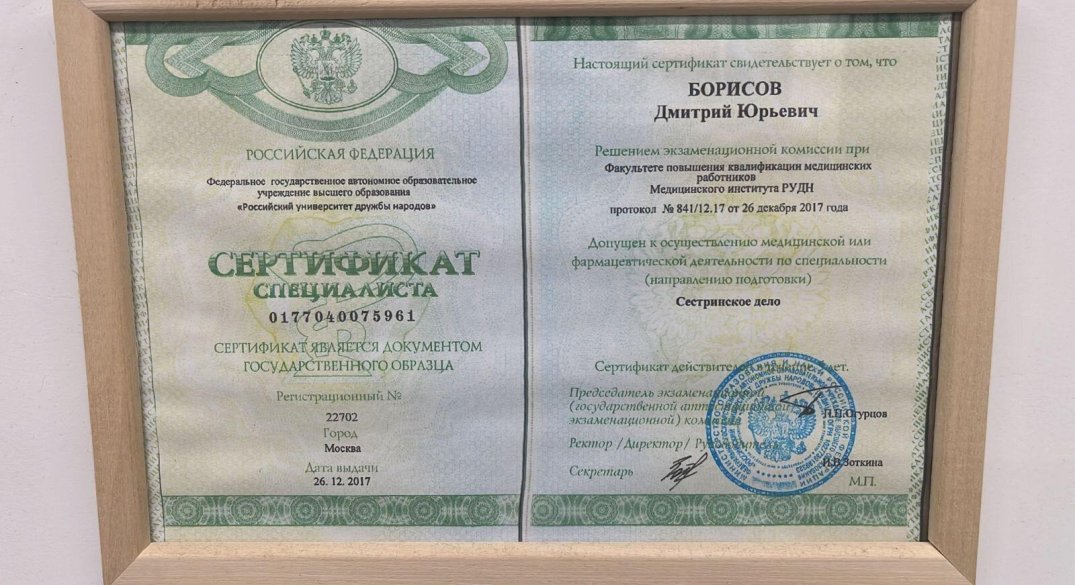 РОССИЙСКАЯ ФЕДЕРАЦИЯ
Федеральное государственное автономное образовательное
учреждение высшего образования
«Российский университет дружбы народов»
СЕРТИФИКАТ
СПЕЦИАЛИСТА
0177040075961
СЕРТИФИКАТ ЯВЛЯЕТСЯ ДОКУМЕНТОМ
ГОСУДАРСТВЕННОГО ОБРАЗЦА
Регистрационный №
22702
Город
Москва
Дата выдачи
26. 12. 2017
Настоящий сертификат свидетельствует о том, что
БОРИСОВ
Дмитрий Юрьевич
Решением экзаменационной комиссии при
Факультете повышения квалификации медицинских
работников
Медицинского института РУДН
протокол № 841/12.17 от 26 декабря 2017 года
Допущен к осуществлению медицинской или
фармацевтической деятельности по специальности
(направлению подготовки)
Сестринское дело
Сертификат лет.
Председатель
(государственной
экзаменационной)
П.П.Огурцов
Ректор /Директор/
Секретарь
И.В.Зоткина
М.П.